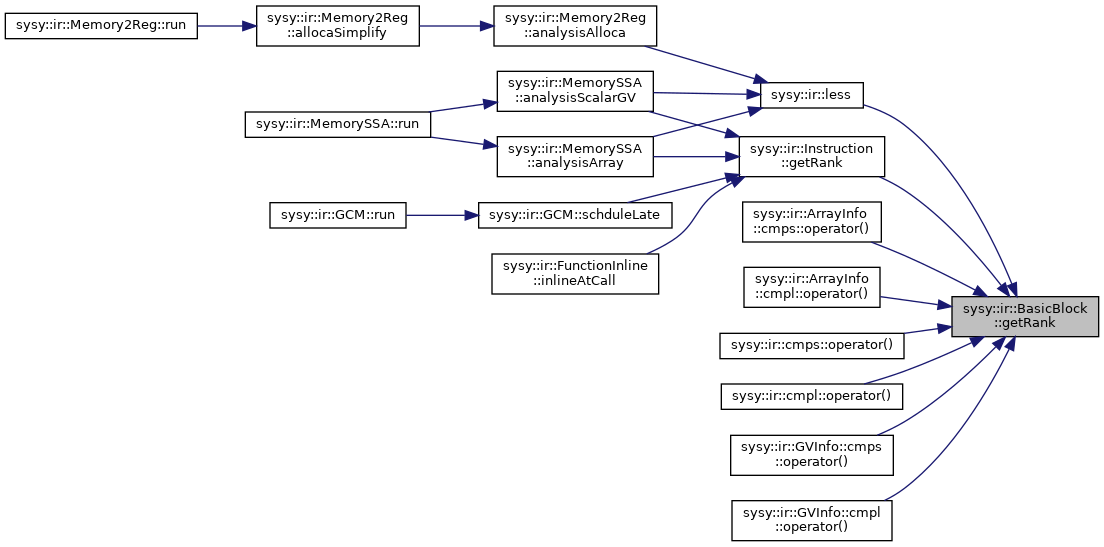 sysy::ir::Memory2Reg::run
sysy::ir::Memory2Reg
::allocaSimplify
sysy::ir::Memory2Reg
::analysisAlloca
sysy::ir::MemorySSA
::analysisScalarGV
sysy::ir::less
sysy::ir::MemorySSA::run
sysy::ir::MemorySSA
::analysisArray
sysy::ir::Instruction
::getRank
sysy::ir::GCM::run
sysy::ir::GCM::schduleLate
sysy::ir::ArrayInfo
::cmps::operator()
sysy::ir::FunctionInline
::inlineAtCall
sysy::ir::ArrayInfo
::cmpl::operator()
sysy::ir::BasicBlock
::getRank
sysy::ir::cmps::operator()
sysy::ir::cmpl::operator()
sysy::ir::GVInfo::cmps
::operator()
sysy::ir::GVInfo::cmpl
::operator()